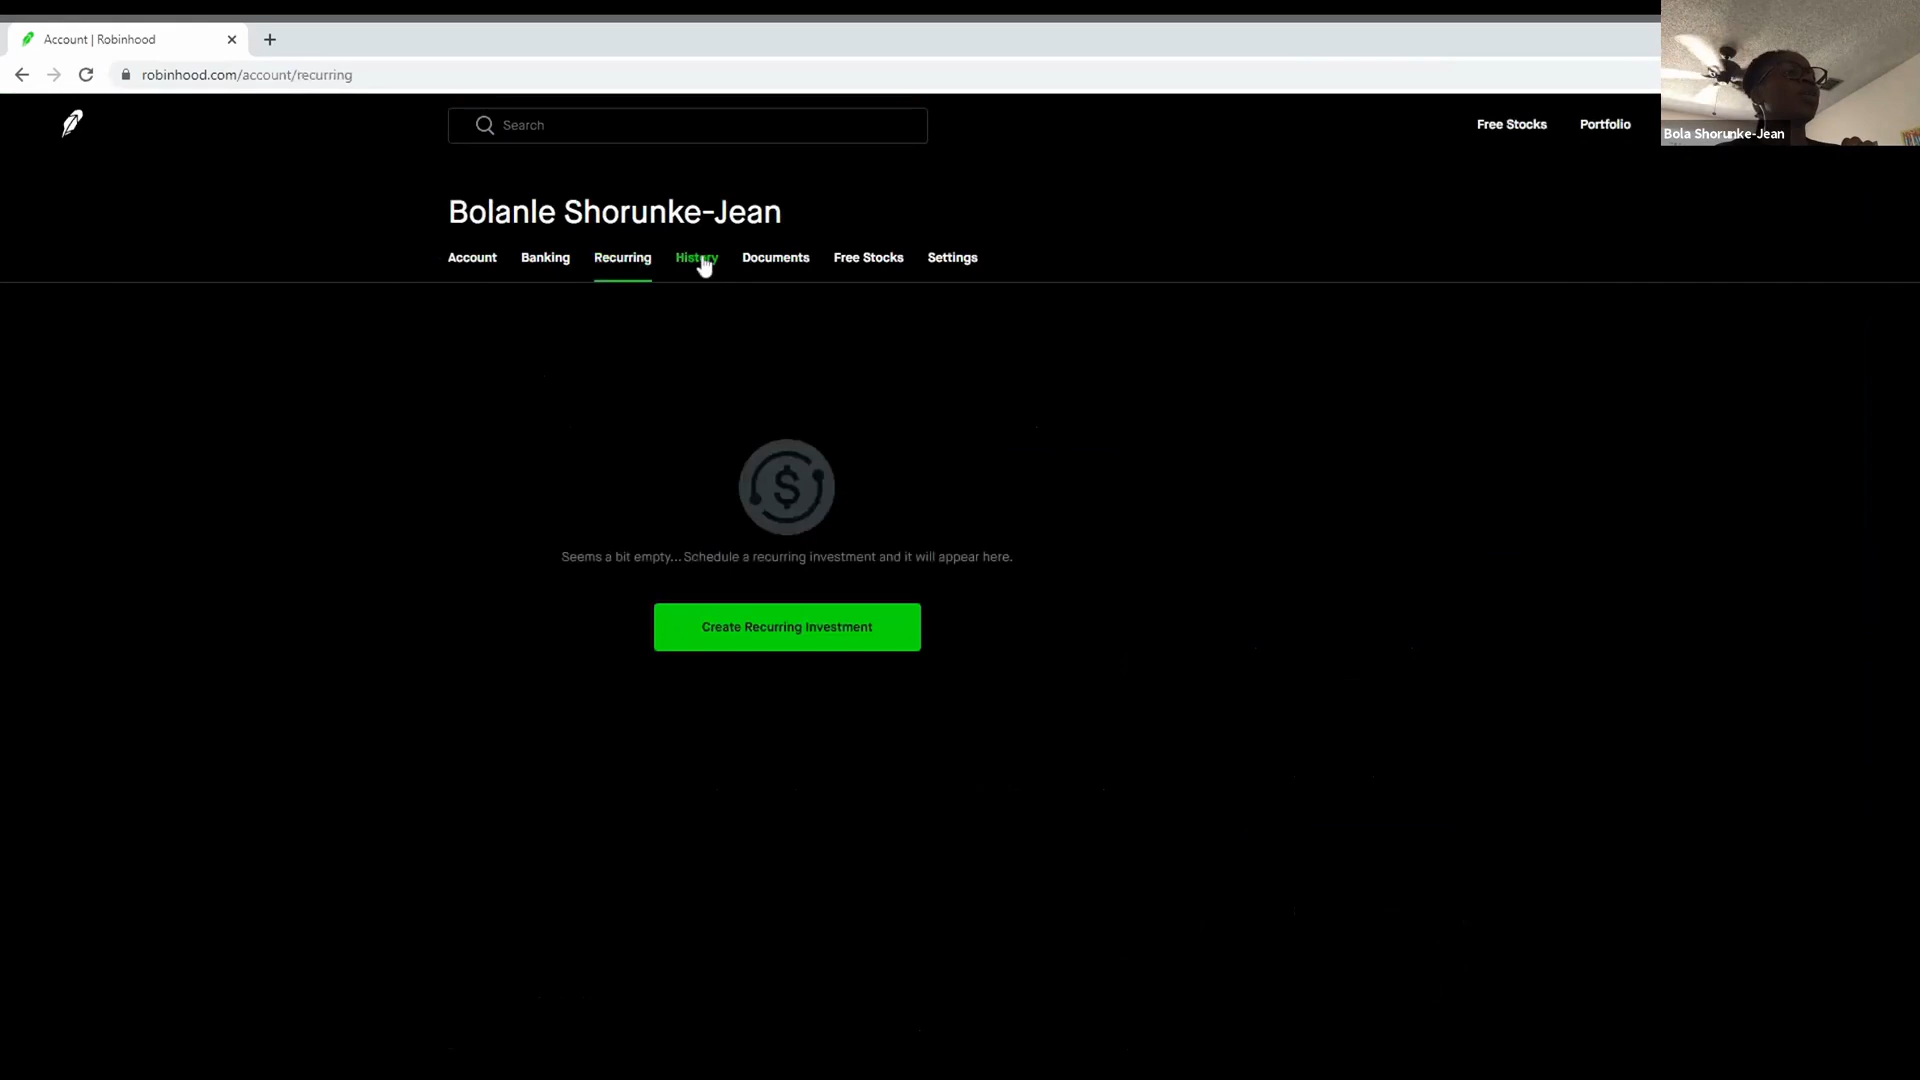 Account | Robinhood
robinhood.com/account/recurring
Search
Free Stocks
Portfolio
Bola Shorunke-Jean
Bolanle Shorunke-Jean
Account
Banking
Recurring
History
Documents
Free Stocks
Settings
$
Seems a bit empty... Schedule a recurring investment and it will appear here.
Create Recurring Investment